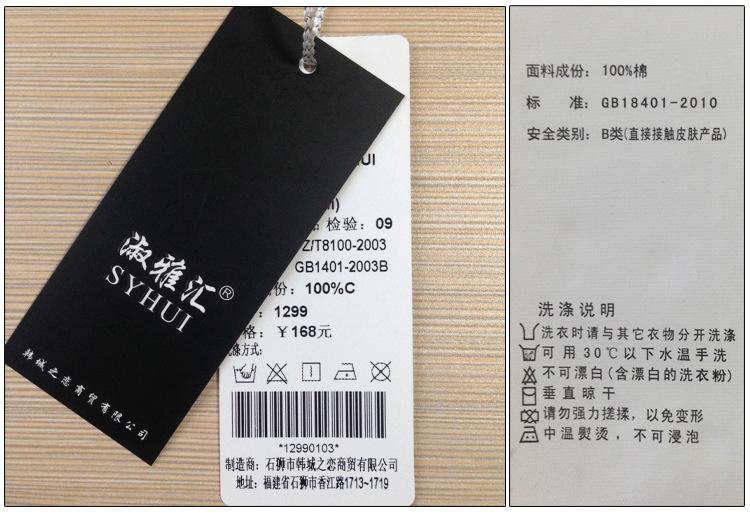 淑雅汇®
SYHUI
韩城之恋商贸有限公司
UI
检验：09
Z/T8100-2003
GB1401-2003B
份：100%C
：1299
格：￥168元
洗涤方式：
*12990103*
制造商：石狮市韩城之恋商贸有限公司
地址：福建省石狮市香江路1713~1719
面料成份：100%棉
标 准：GB18401-2010
安全类别：B类(直接接触皮肤产品)
洗涤说明
洗衣时请与其它衣物分开洗涤
可用30℃以下水温手洗
不可漂白(含漂白的洗衣粉)
垂直晾干
请勿强力搓揉，以免变形
中温熨烫，不可浸泡